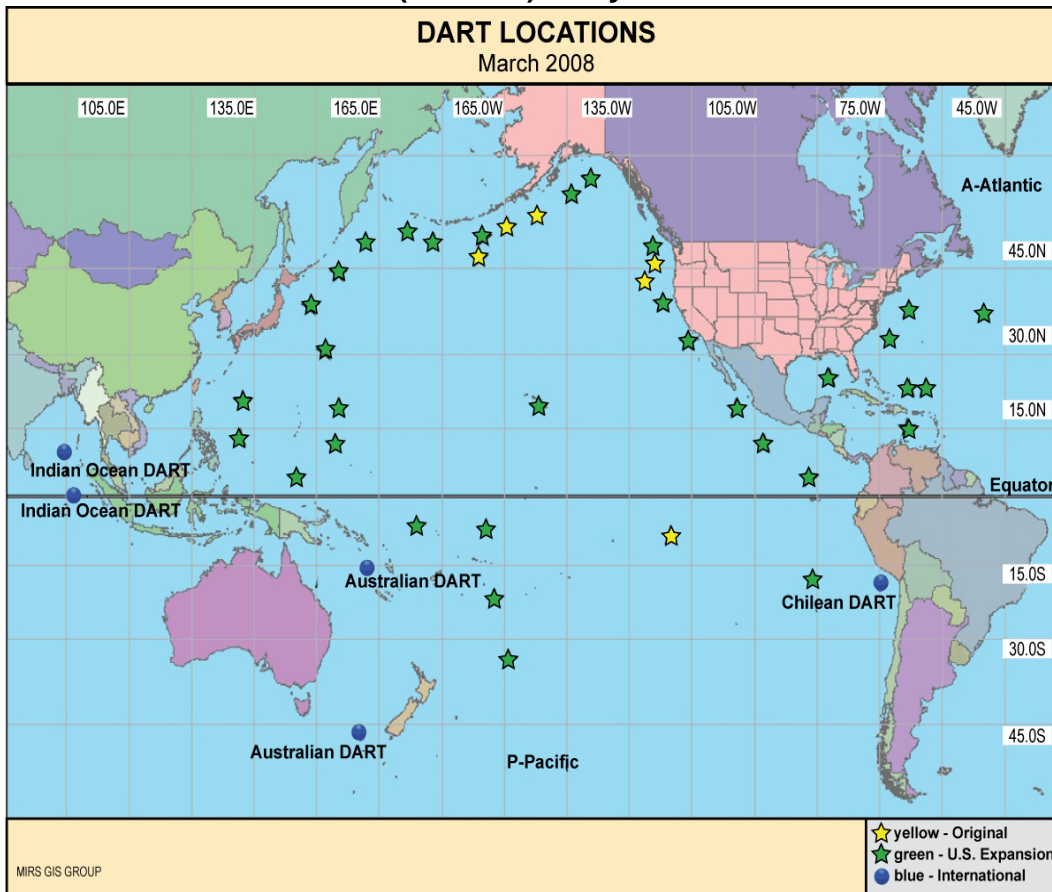 DART LOCATIONS
March 2008
105.0E 135.0E 165.0E 165.0W 135.0W 105.0W 75.0W 45.0W
A-Atlantic
45.0N
30.0N
15.0N
Indian Ocean DART
Equator
Indian Ocean DART
15.0S
Australian DART
Chilean DART
30.0S
45.0S
Australian DART
P-Pacific
yellow - Original
green - U.S. Expansion
blue - International
MIRS GIS GROUP